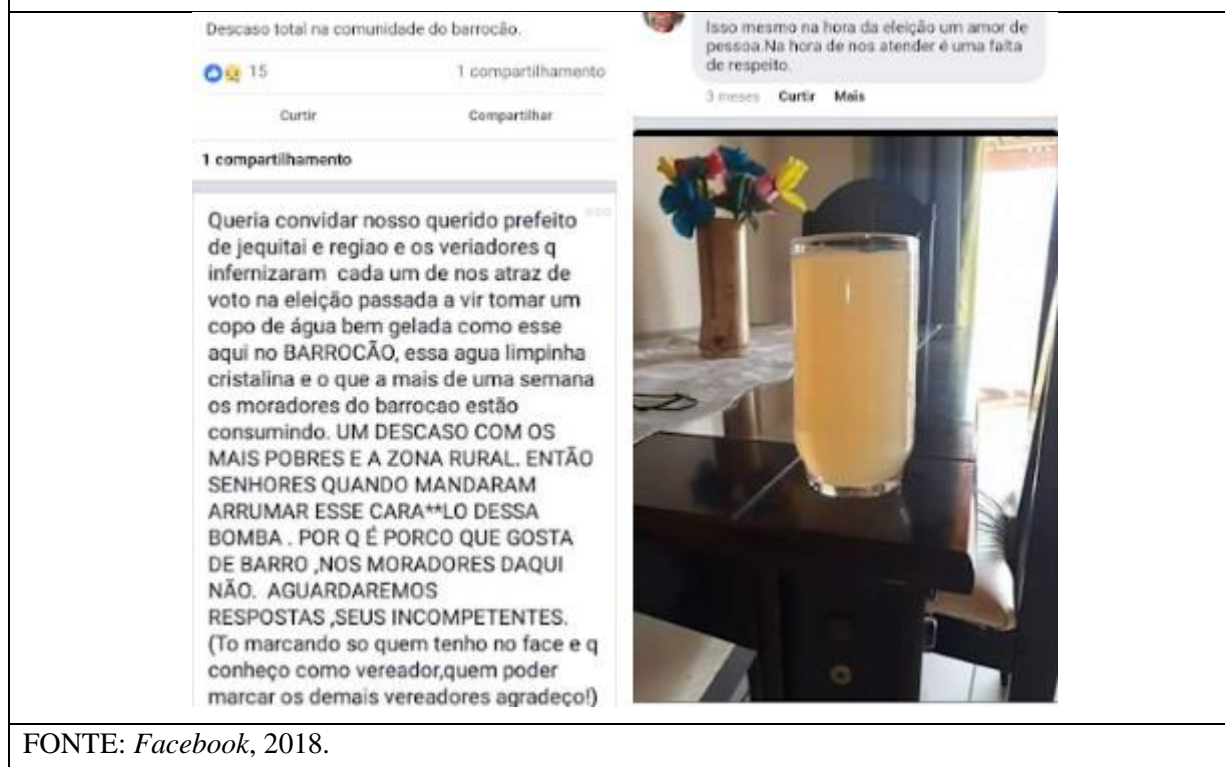 Descaso total na comunidade do barrocão.
15
1 compartilhamento
Curtir
Compartilhar
1 compartilhamento
Queria convidar nosso querido prefeito
de jequitai e regiao e os veriadores q
infernizaram cada um de nos atraz de
voto na eleição passada a vir tomar um
copo de água bem gelada como esse
aqui no BARROCÃO, essa agua limpinha
cristalina e o que a mais de uma semana
os moradores do barrocao estão
consumindo. UM DESCASO COM OS
MAIS POBRES E A ZONA RURAL. ENTÃO
SENHORES QUANDO MANDARAM
ARRUMAR ESSE CARA**LO DESSA
BOMBA . POR Q É PORCO QUE GOSTA
DE BARRO ,NOS MORADORES DAQUI
NÃO. AGUARDAREMOS
RESPOSTAS ,SEUS INCOMPETENTES.
(To marcando so quem tenho no face e q
conheço como vereador,quem poder
marcar os demais vereadores agradeço!)
Isso mesmo na hora da eleição um amor de
pessoa.Na hora de nos atender é uma falta
de respeito.
3 meses Curtir Mais
FONTE: Facebook, 2018.